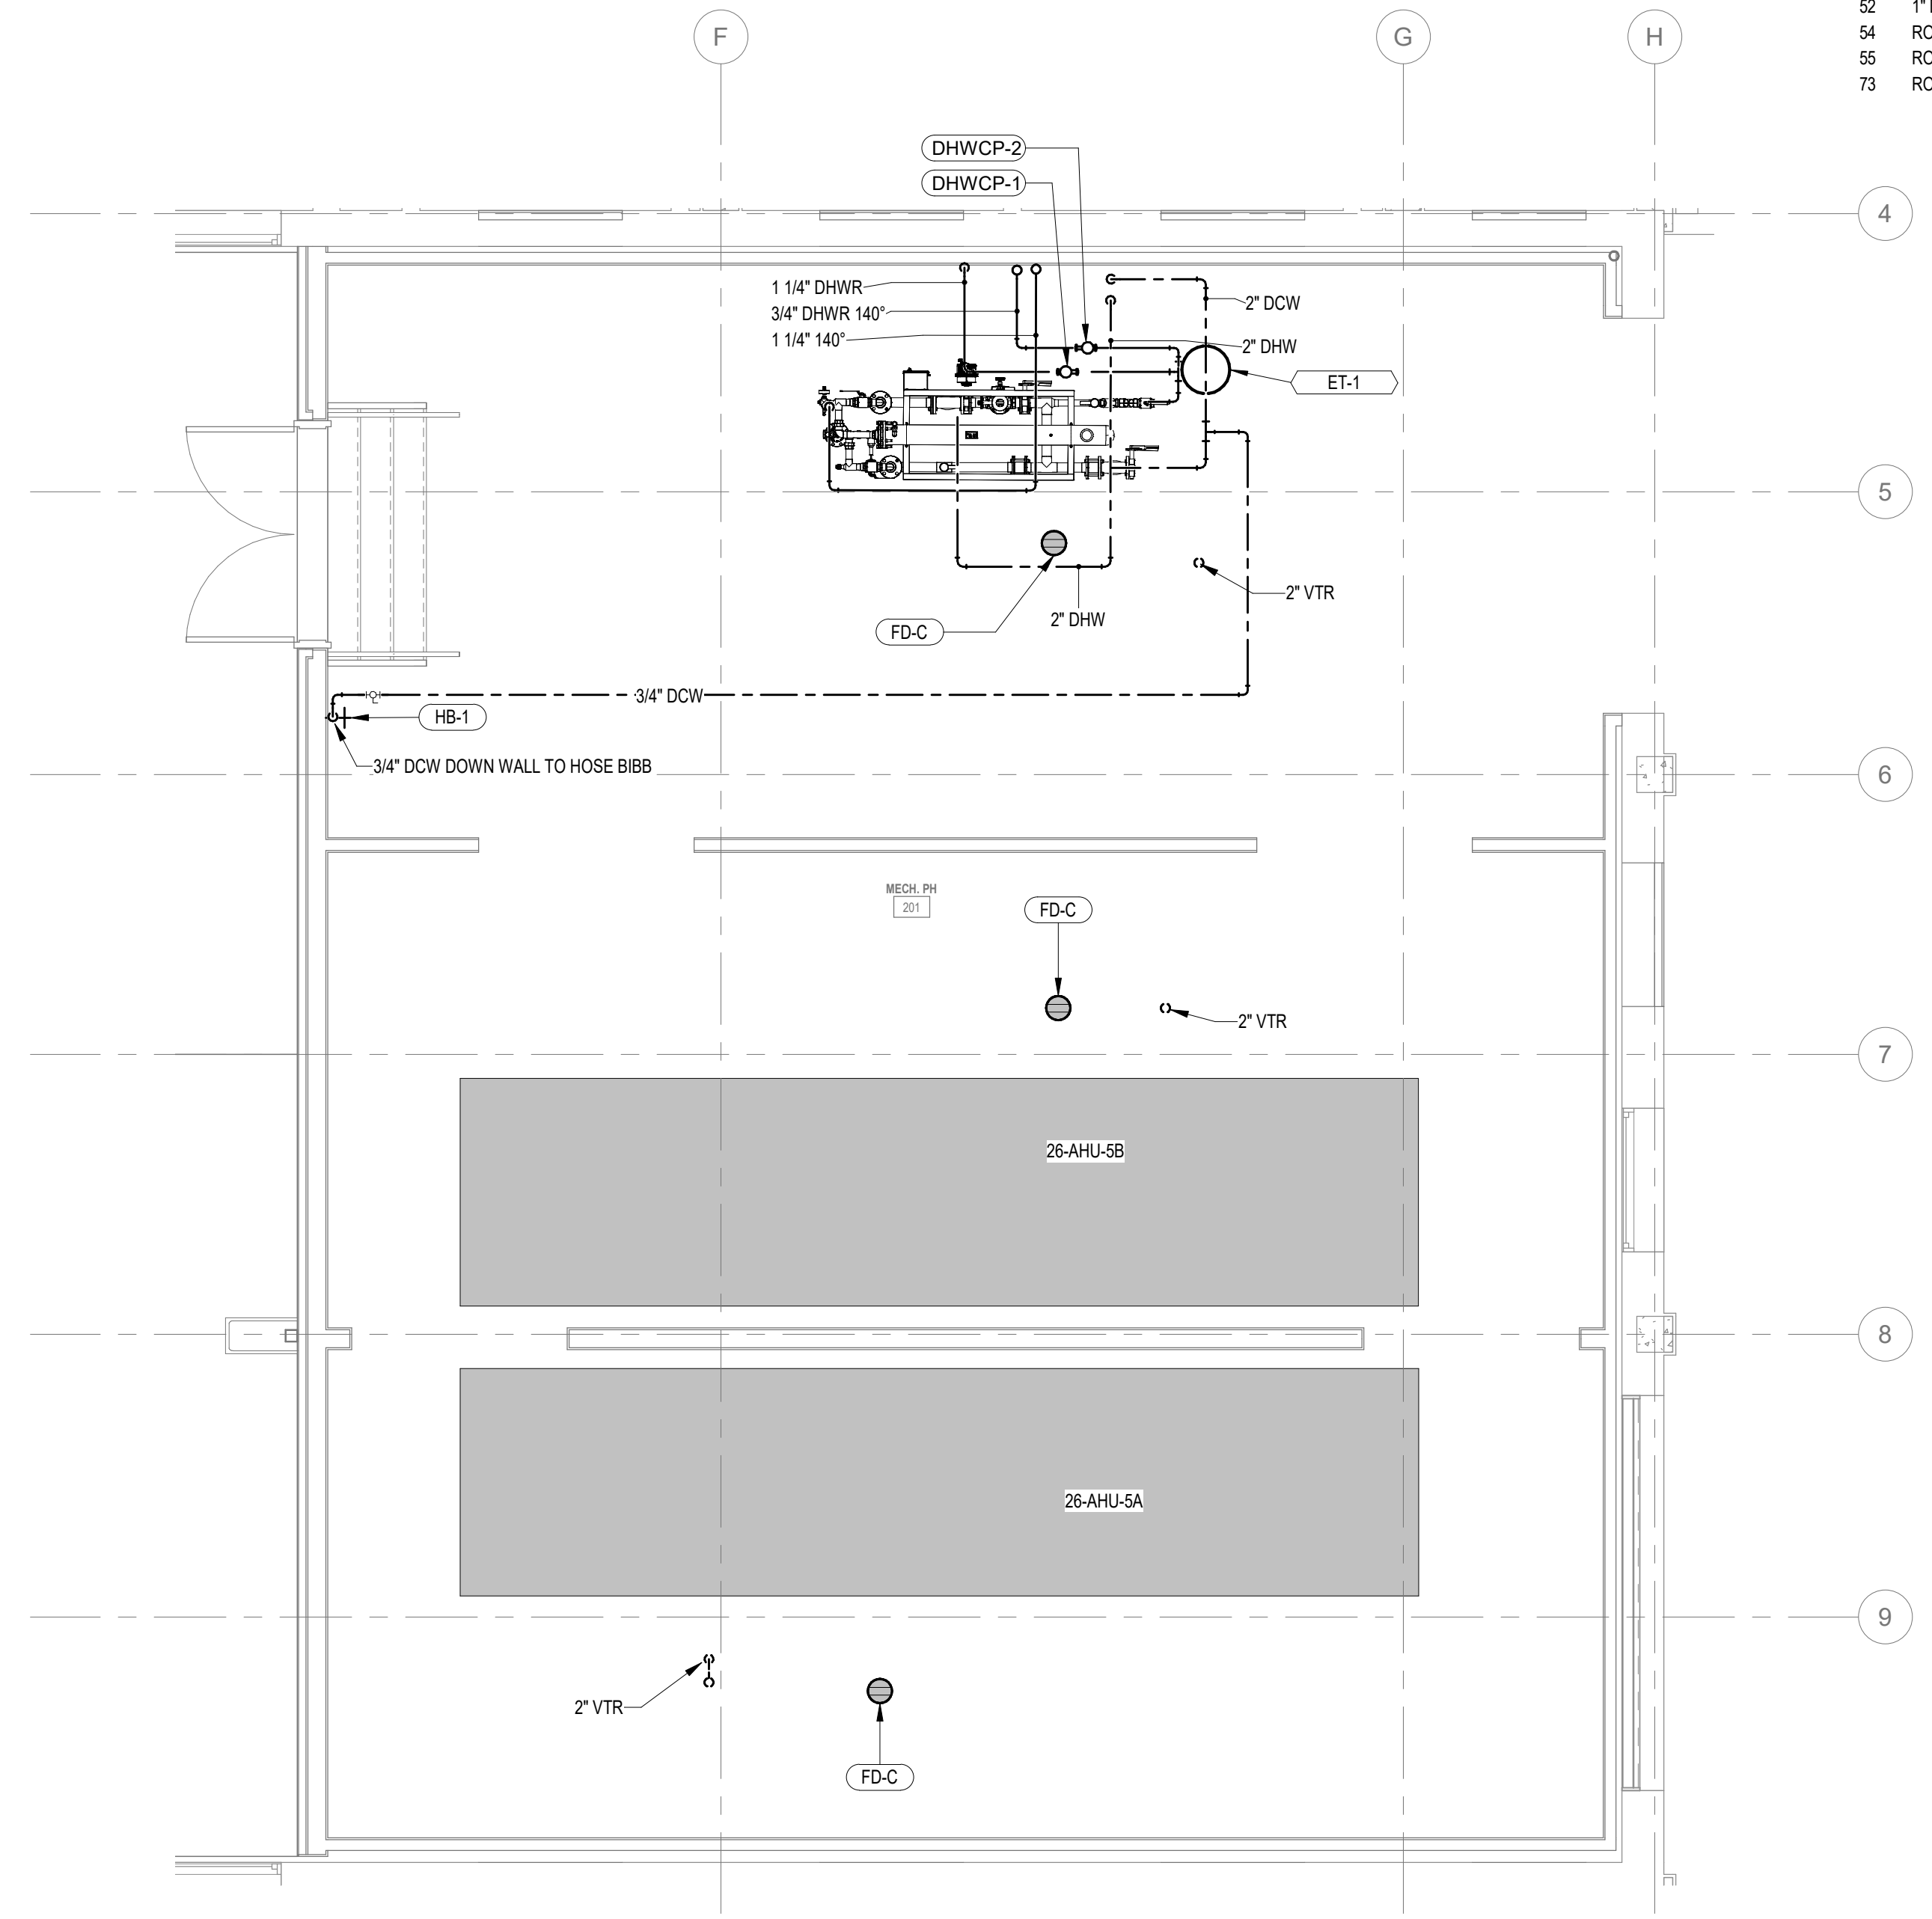 52 1"
54
55
73
F
G
H
DHWCP-2
DHWCP-1
4
1 1/4" DHWR
3/4" DHWR 140°
1 1/4" 140°
2" DCW
2" DHW
ET-1
5
2" VTR
2" DHW
FD-C
3/4" DCW
HB-1
3/4" DCW DOWN WALL TO HOSE BIBB
6
MECH. PH
201
FD-C
2" VTR
7
26-AHU-5B
8
26-AHU-5A
9
2" VTR
FD-C